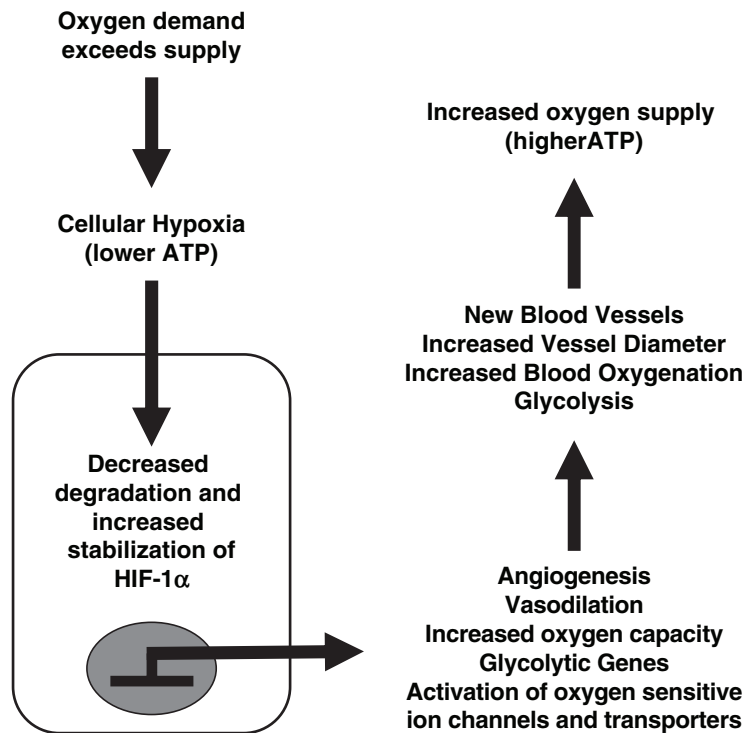 Oxygen demand
exceeds supply
Cellular Hypoxia
(lower ATP)
Decreased
degradation and
increased
stabilization of
HIF-1α
Angiogenesis
Vasodilation
Increased oxygen capacity
Glycolytic Genes
Activation of oxygen sensitive
ion channels and transporters
New Blood Vessels
Increased Vessel Diameter
Increased Blood Oxygenation
Glycolysis
Increased oxygen supply
(higherATP)